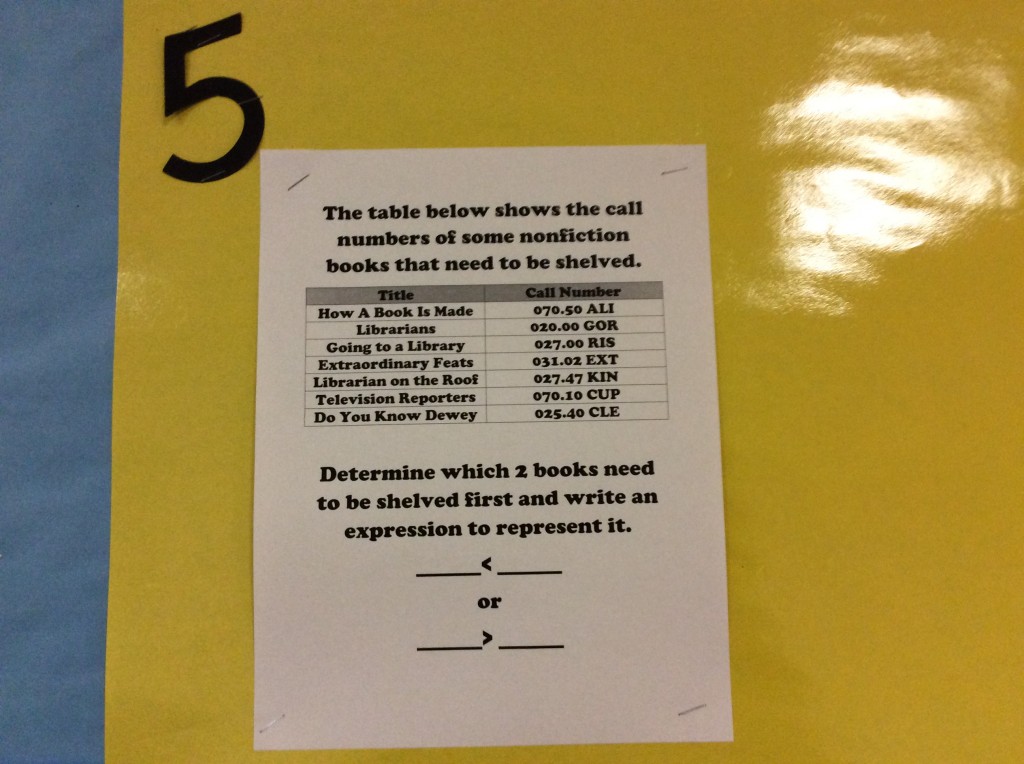 5
The table below shows the call
numbers of some nonfiction
books that need to be shelved.
Title Call Number
How A Book Is Made 070.50 ALI
Librarians 020.00 GOR
Going to a Library 027.00 RIS
Extraordinary Feats 031.02 EXT
Librarian on the Roof 027.47 KIN
Television Reporters 070.10 CUP
Do You Know Dewey 025.40 CLE
Determine which 2 books need
to be shelved first and write an
expression to represent it.
_____<_____
or
_____>_____